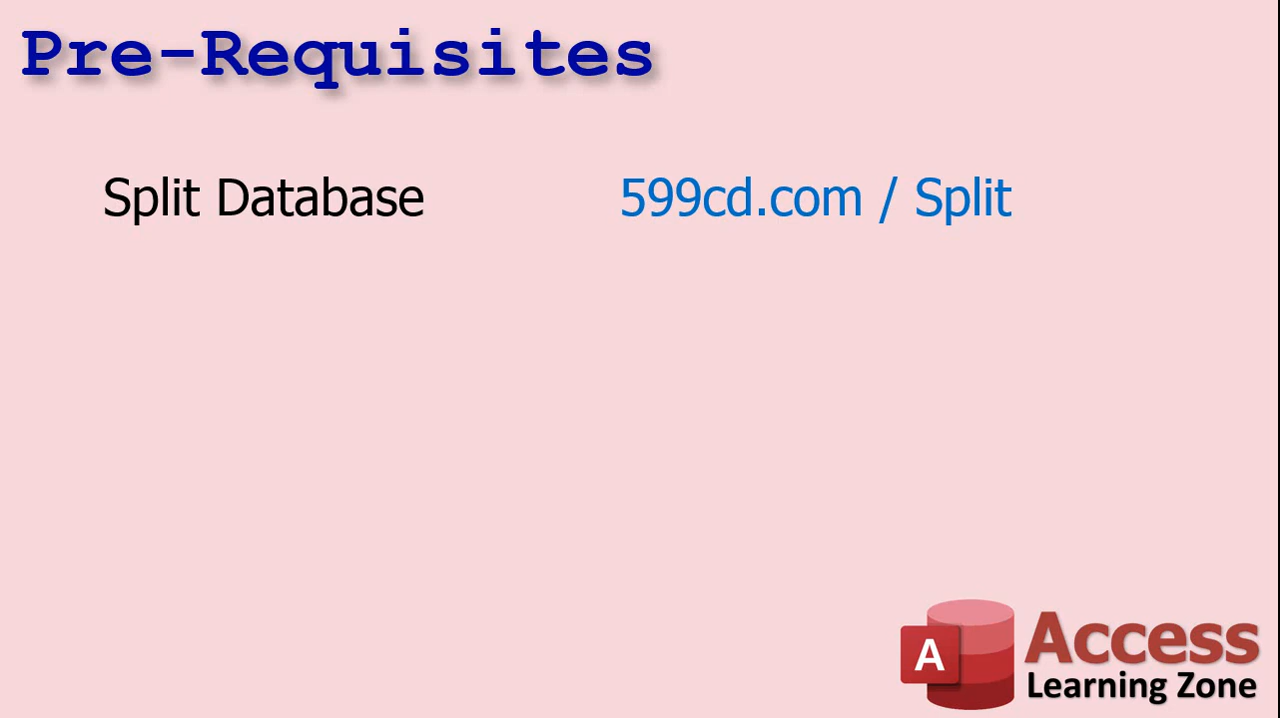 Pre-Requisites
Split Database 599cd.com / Split
A Access
Learning Zone